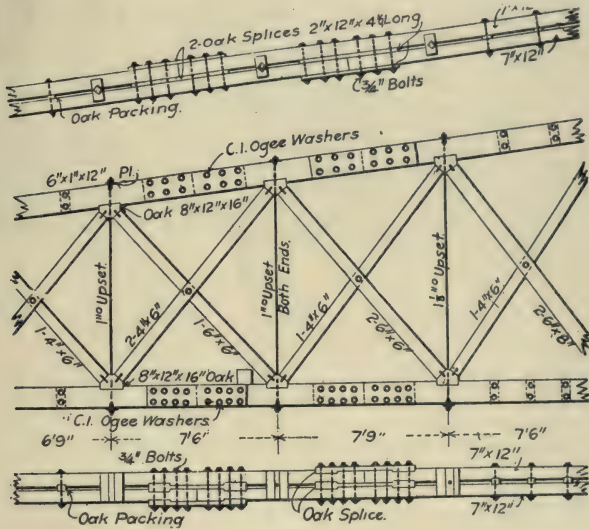 2-Oak Splices 2"x12"x4½' Long
7"x12"
¾" Bolts
Oak Packing.
C.I. Ogee Washers
6"x1"x12" Pl.
Oak 8"x12"x16"
1"□ Upset
1"□ Upset
Both Ends.
1⅛"□ Upset
1-4"x6"
1-6"x6"
1-4"x6"
2-6"x6"
1-4"x6"
2-6"x8"
8"x12"x16" Oak
C.I. Ogee Washers.
6'9"
7'6"
7'9"
7'6"
¾" Bolts
7"x12"
7"x12"
Oak Packing
Oak Splice.